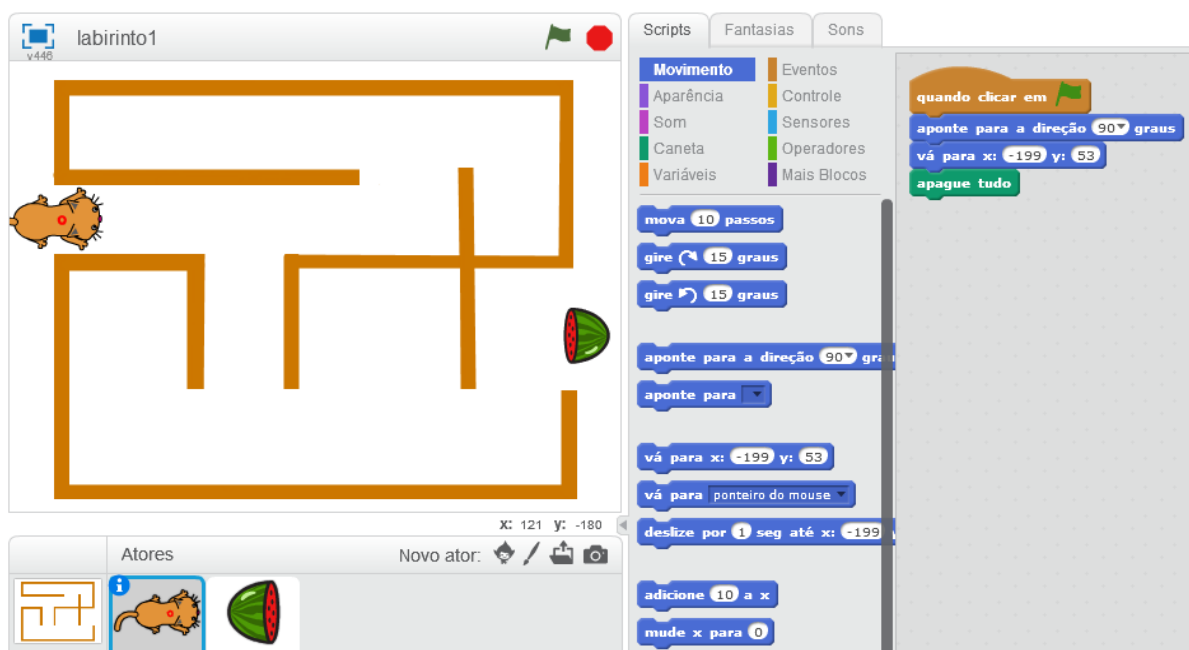 labirinto1
v446
Scripts
Fantasias
Sons
Movimento
Aparência
Som
Caneta
Variáveis
Eventos
Controle
Sensores
Operadores
Mais Blocos
mova 10 passos
gire 15 graus
gire 15 graus
aponte para a direção 90 grau
aponte para
vá para x: -199 y: 53
vá para ponteiro do mouse
deslize por 1 seg até x: -199
adicione 10 a x
mude x para 0
quando clicar em
aponte para a direção 90 graus
vá para x: -199 y: 53
apague tudo
x: 121 y: -180
Atores
Novo ator: